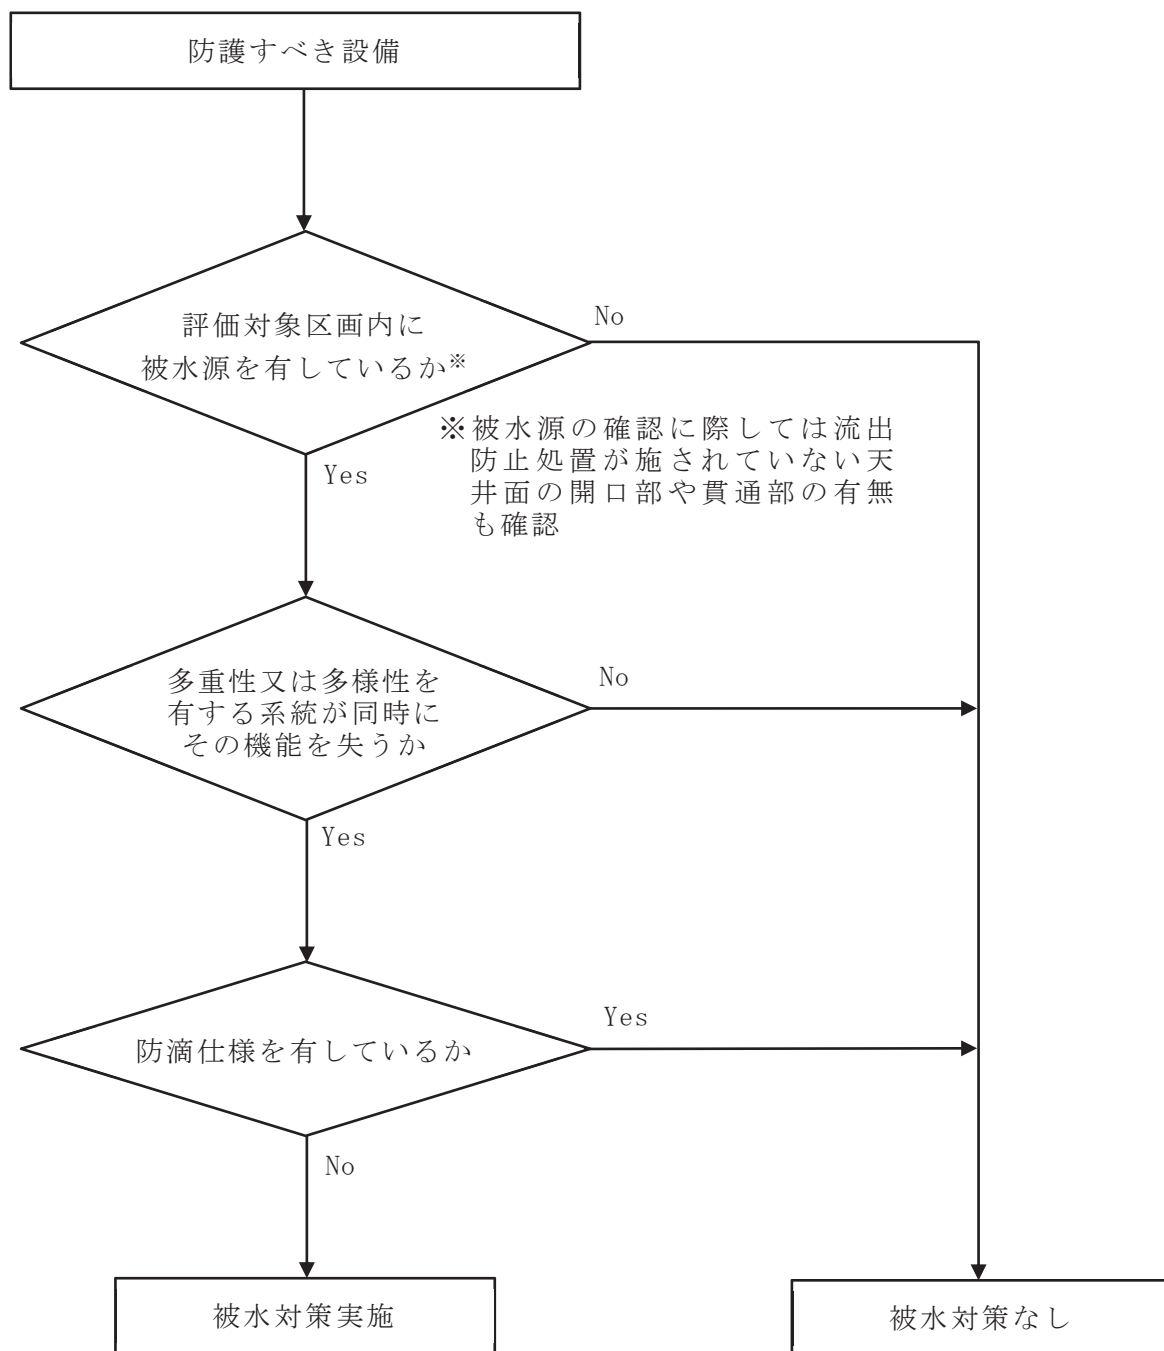 防護すべき設備
評価対象区画内に
被水源を有しているか※
No
※被水源の確認に際しては流出
防止処置が施されていない天
井面の開口部や貫通部の有無
も確認
Yes
多重性又は多様性を
有する系統が同時に
その機能を失うか
No
Yes
防滴仕様を有しているか
Yes
No
被水対策実施
被水対策なし